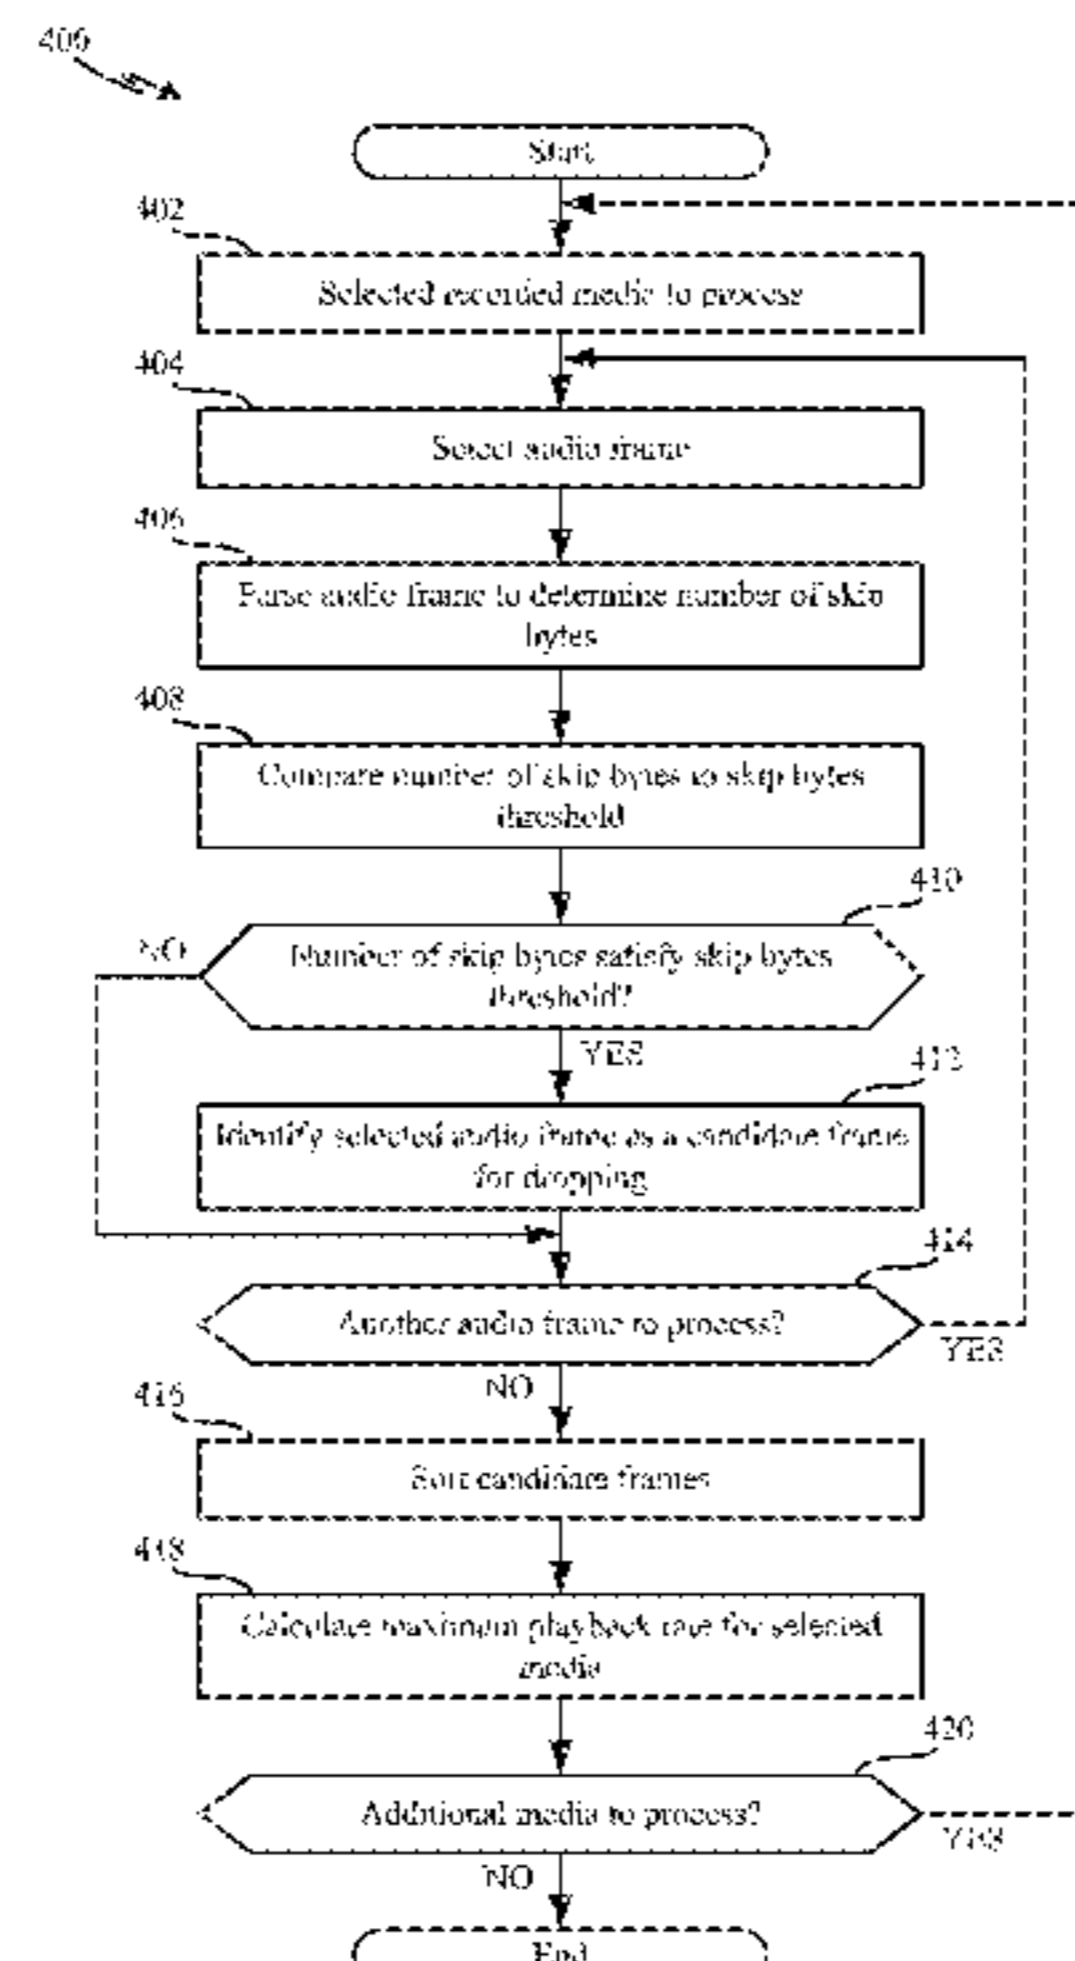 400
Start
402
Selected recorded media to process
404
Select audio frame
406
Parse audio frame to determine number of skip
bytes
408
Compare number of skip bytes to skip bytes
threshold
410
NO
Number of skip bytes satisfy skip bytes
threshold?
YES
412
Identify selected audio frame as a candidate frame
for dropping
414
Another audio frame to process?
YES
NO
416
Sort candidate frames
418
Calculate maximum playback rate for selected
media
420
Additional media to process?
YES
NO
End